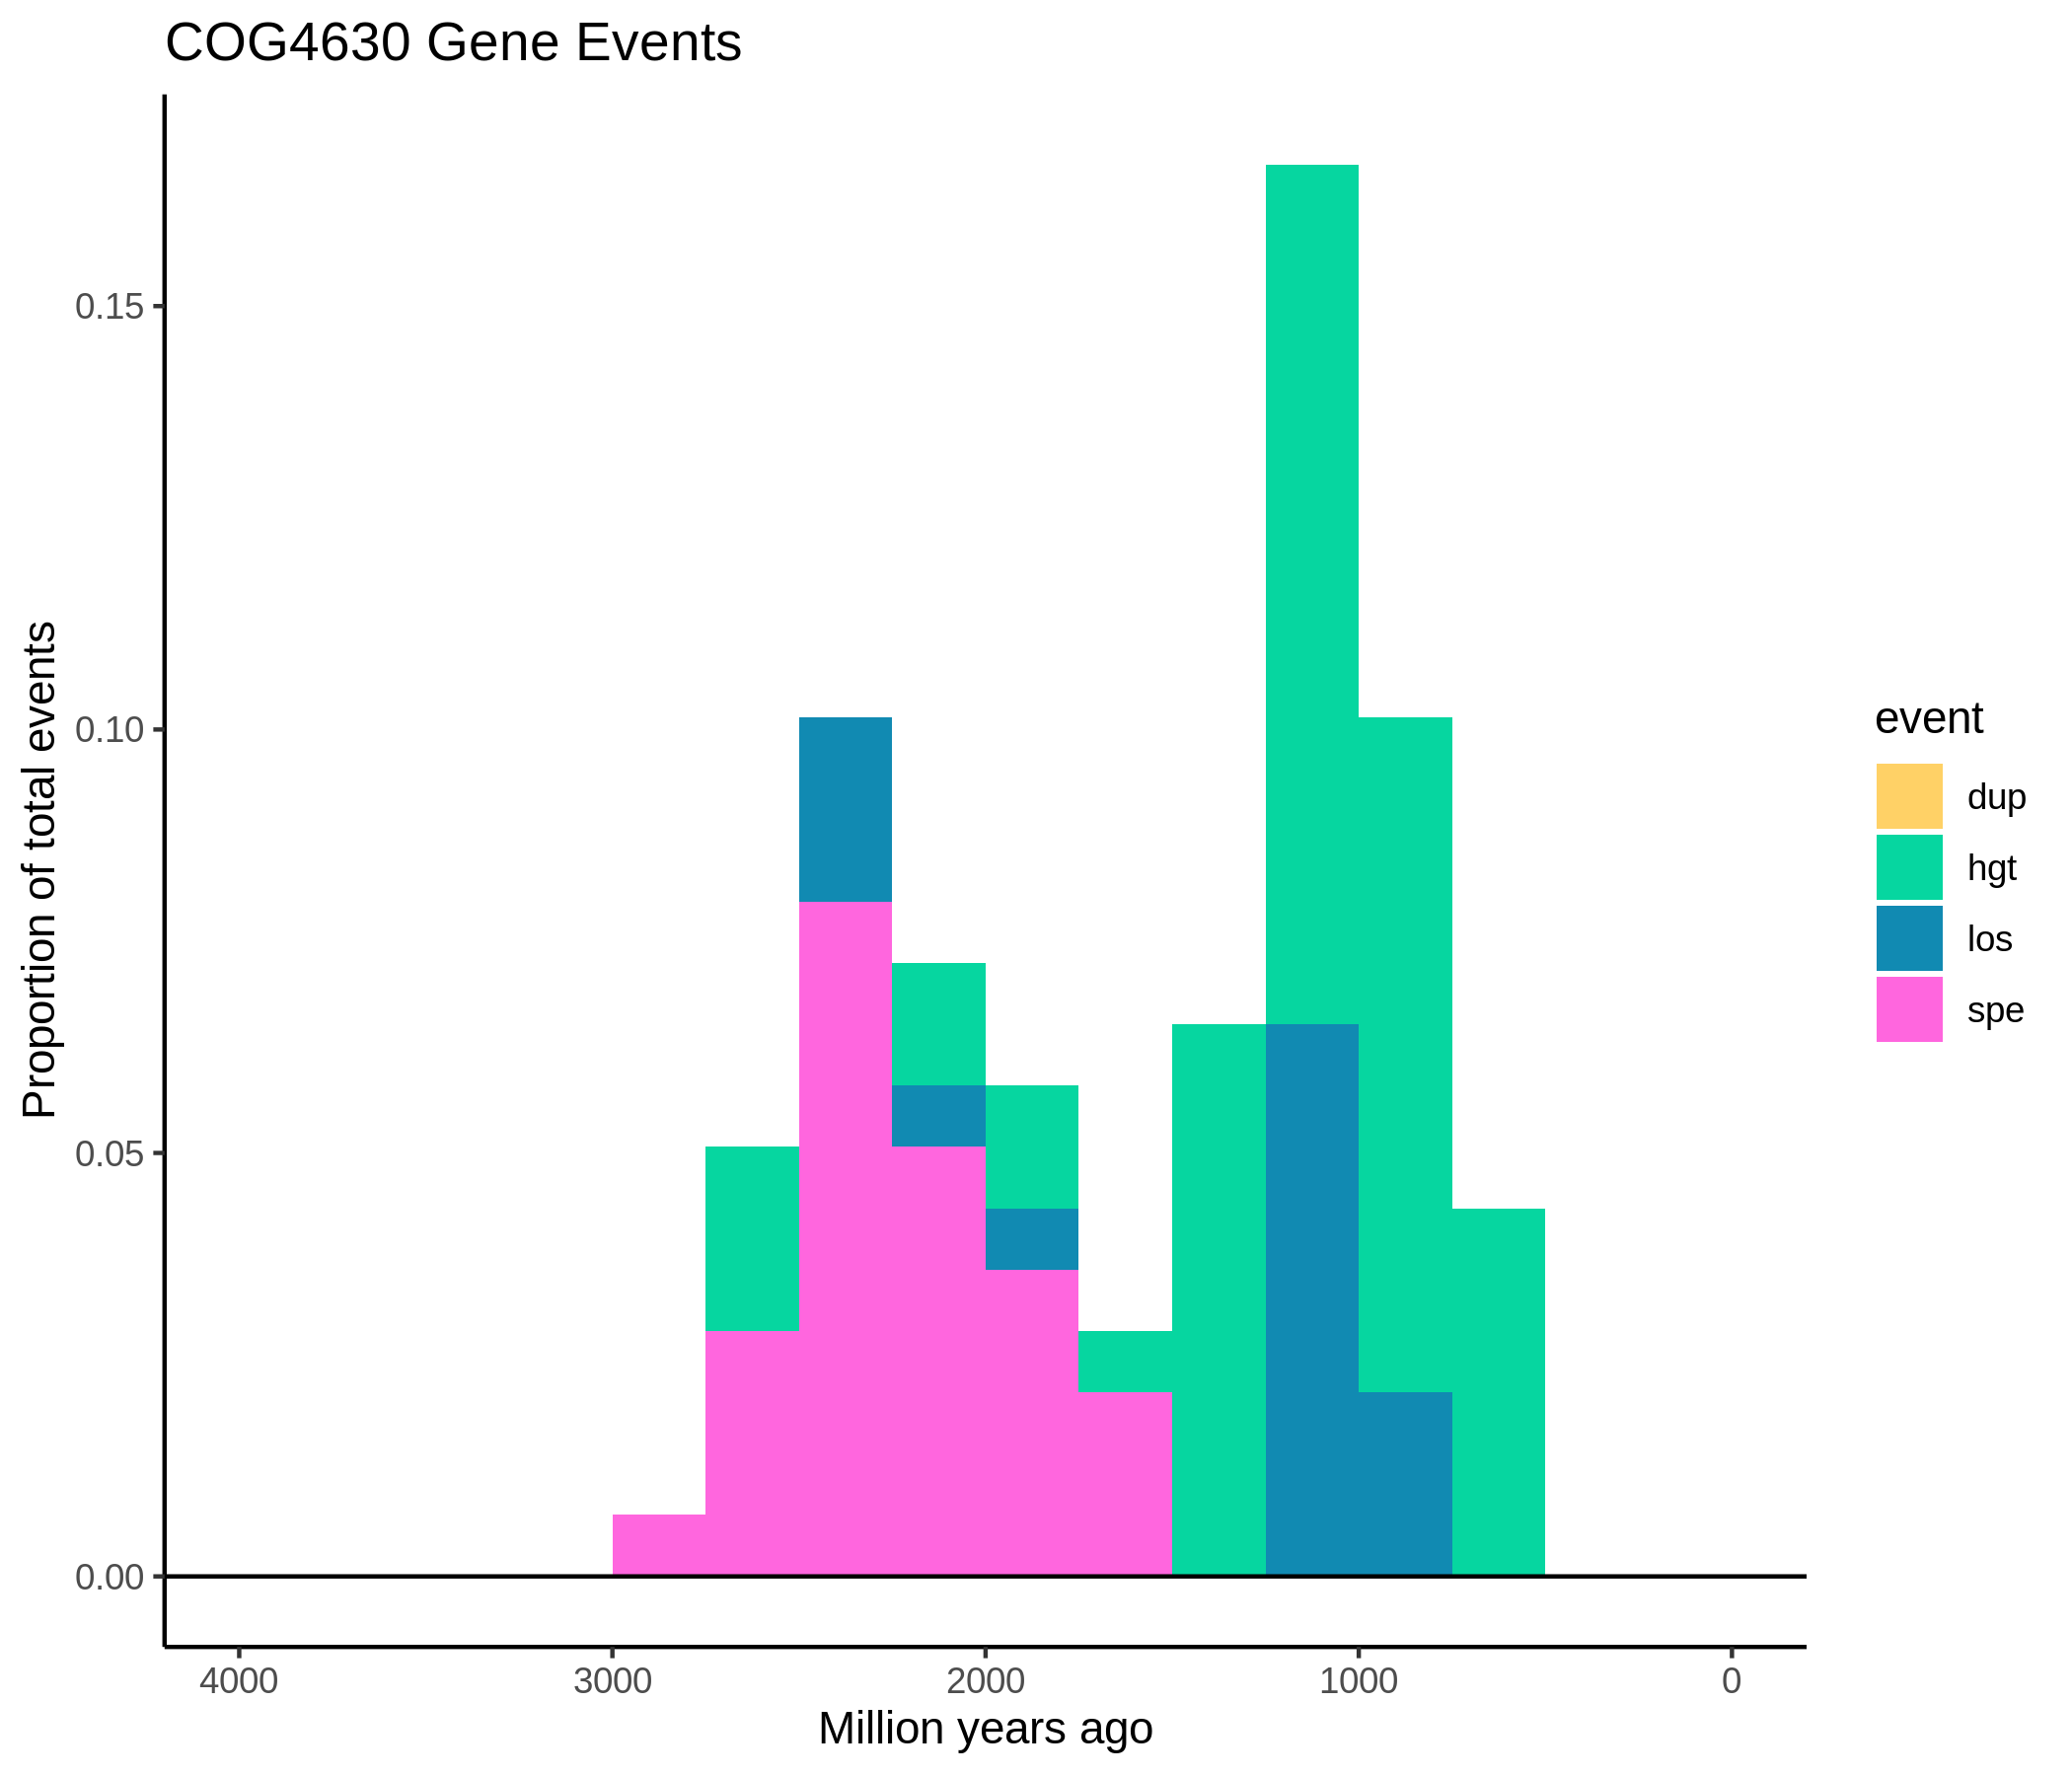 COG4630 Gene Events
Proportion of total events
0.15
0.10
0.05
0.00
4000
3000
2000
1000
0
Million years ago
event
dup
hgt
los
spe